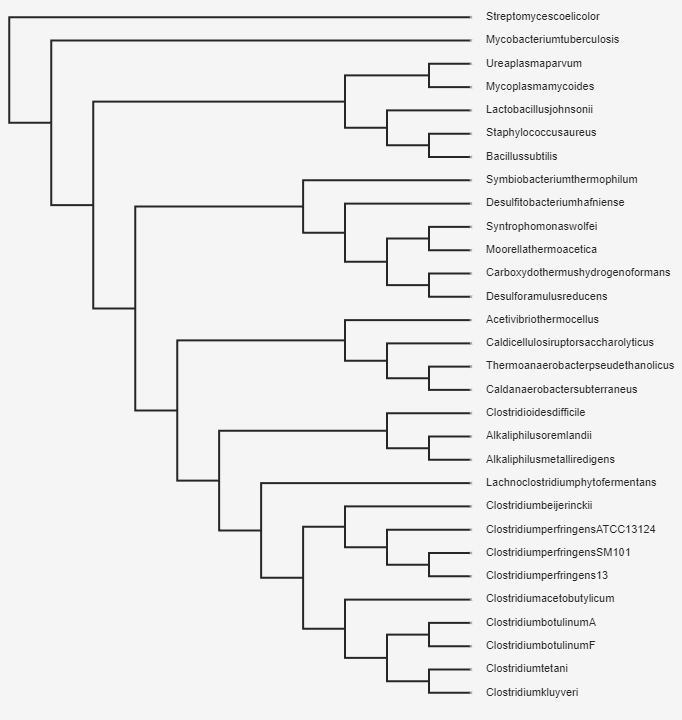 Streptomycescoelicolor
Mycobacteriumtuberculosis
Ureaplasmaparvum
Mycoplasmamycoides
Lactobacillusjohnsonii
Staphylococcusaureus
Bacillussubtilis
Symbiobacteriumthermophilum
Desulfitobacteriumhafniense
Syntrophomonaswolfei
Moorellathermoacetica
Carboxydothermushydrogenoformans
Desulforamulusreducens
Acetivibriothermocellus
Caldicellulosiruptorsaccharolyticus
Thermoanaerobacterpseudethanolicus
Caldanaerobactersubterraneus
Clostridioidesdifficile
Alkaliphilusoremlandii
Alkaliphilusmetalliredigens
Lachnoclostridiumphytofermentans
Clostridiumbeijerinckii
ClostridiumperfringensATCC13124
ClostridiumperfringensSM101
Clostridiumperfringens13
Clostridiumacetobutylicum
ClostridiumbotulinumA
ClostridiumbotulinumF
Clostridiumtetani
Clostridiumkluyveri